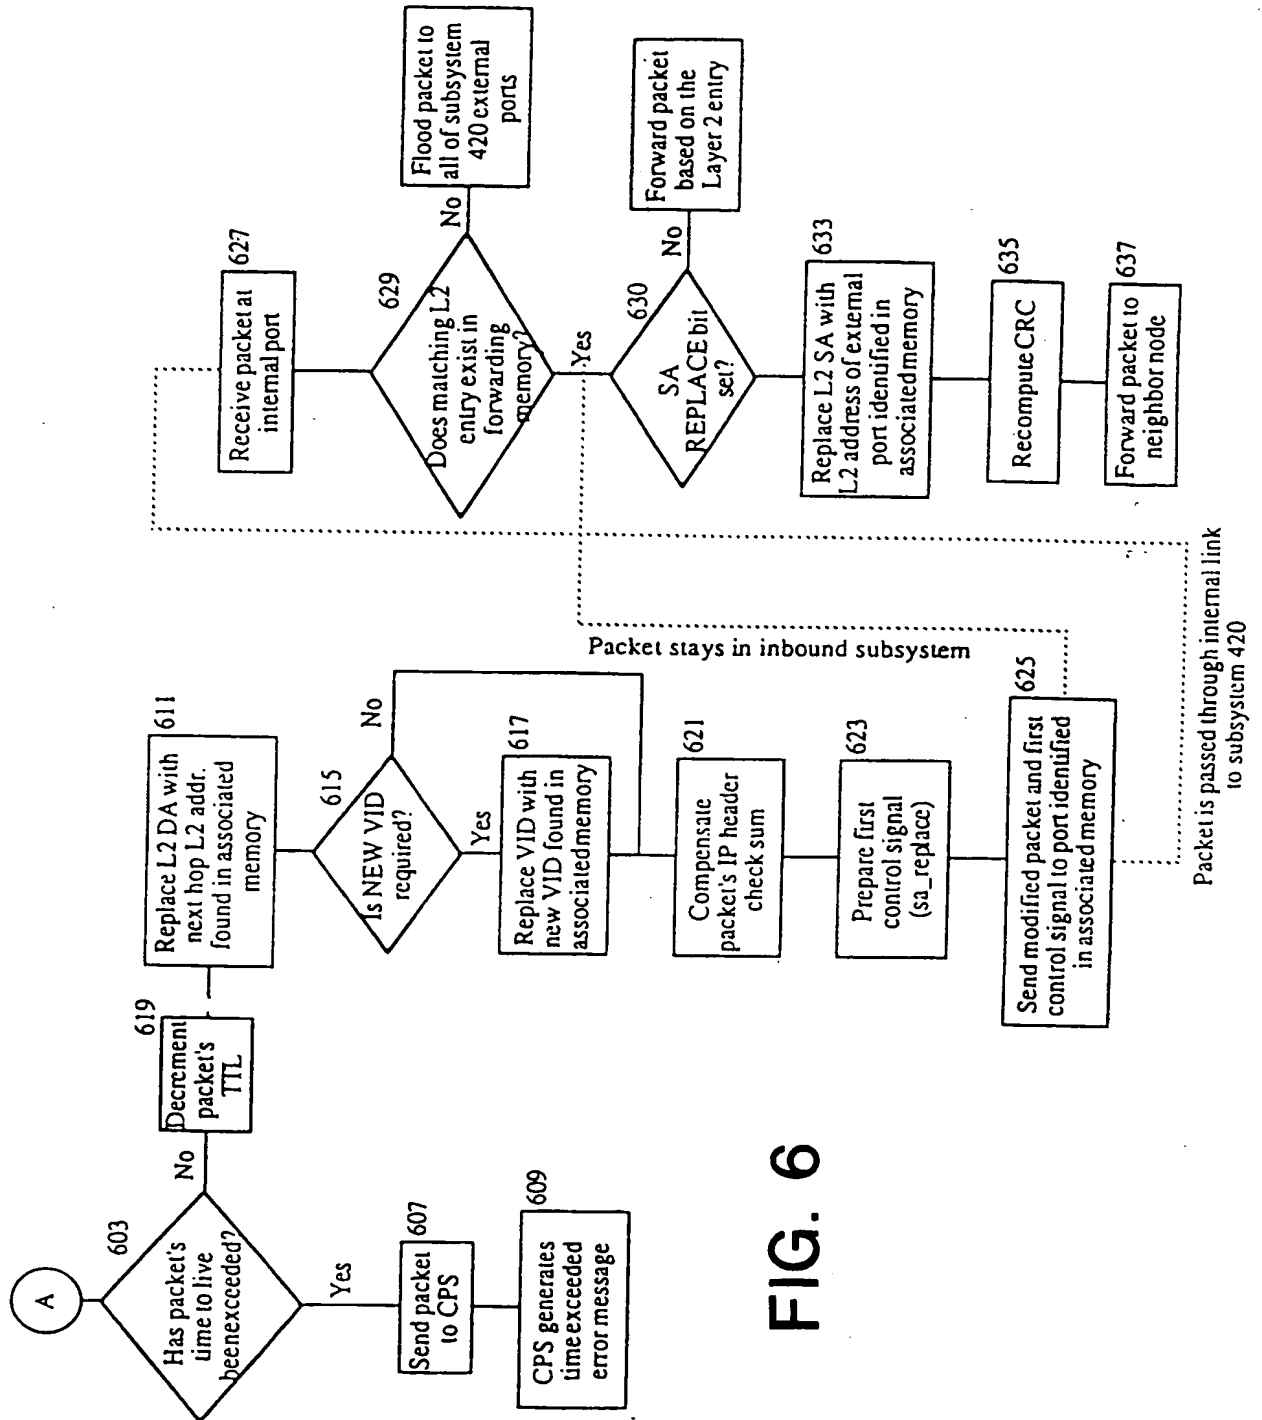 A
603
Has packet's
time to live
beenexceeded?
No
Yes
607
Send packet
to CPS
609
CPS generates
time exceeded
error message
619
Decrement
packet's
TTL
611
Replace L2 DA with
next hop L2 addr.
found in associated
memory
615
Is NEW VID
required?
No
Yes
617
Replace VID with
new VID found in
associatedmemory
621
Compensate
packet's IP header
check sum
623
Prepare first
control signal
(sa_replace)
625
Send modified packet and first
control signal to port identified
in associated memory
Packet stays in inbound subsystem
Packet is passed through internal link
to subsystem 420
627
Receive packet at
internal port
629
Does matching L2
entry exist in
forwarding
memory?
No
Flood packet to
all of subsystem
420 external
ports
Yes
630
SA
REPLACE bit
set?
No
Forward packet
based on the
Layer 2 entry
633
Replace L2 SA with
L2 address of external
port identified in
associated memory
635
Recompute CRC
637
Forward packet to
neighbor node
FIG. 6